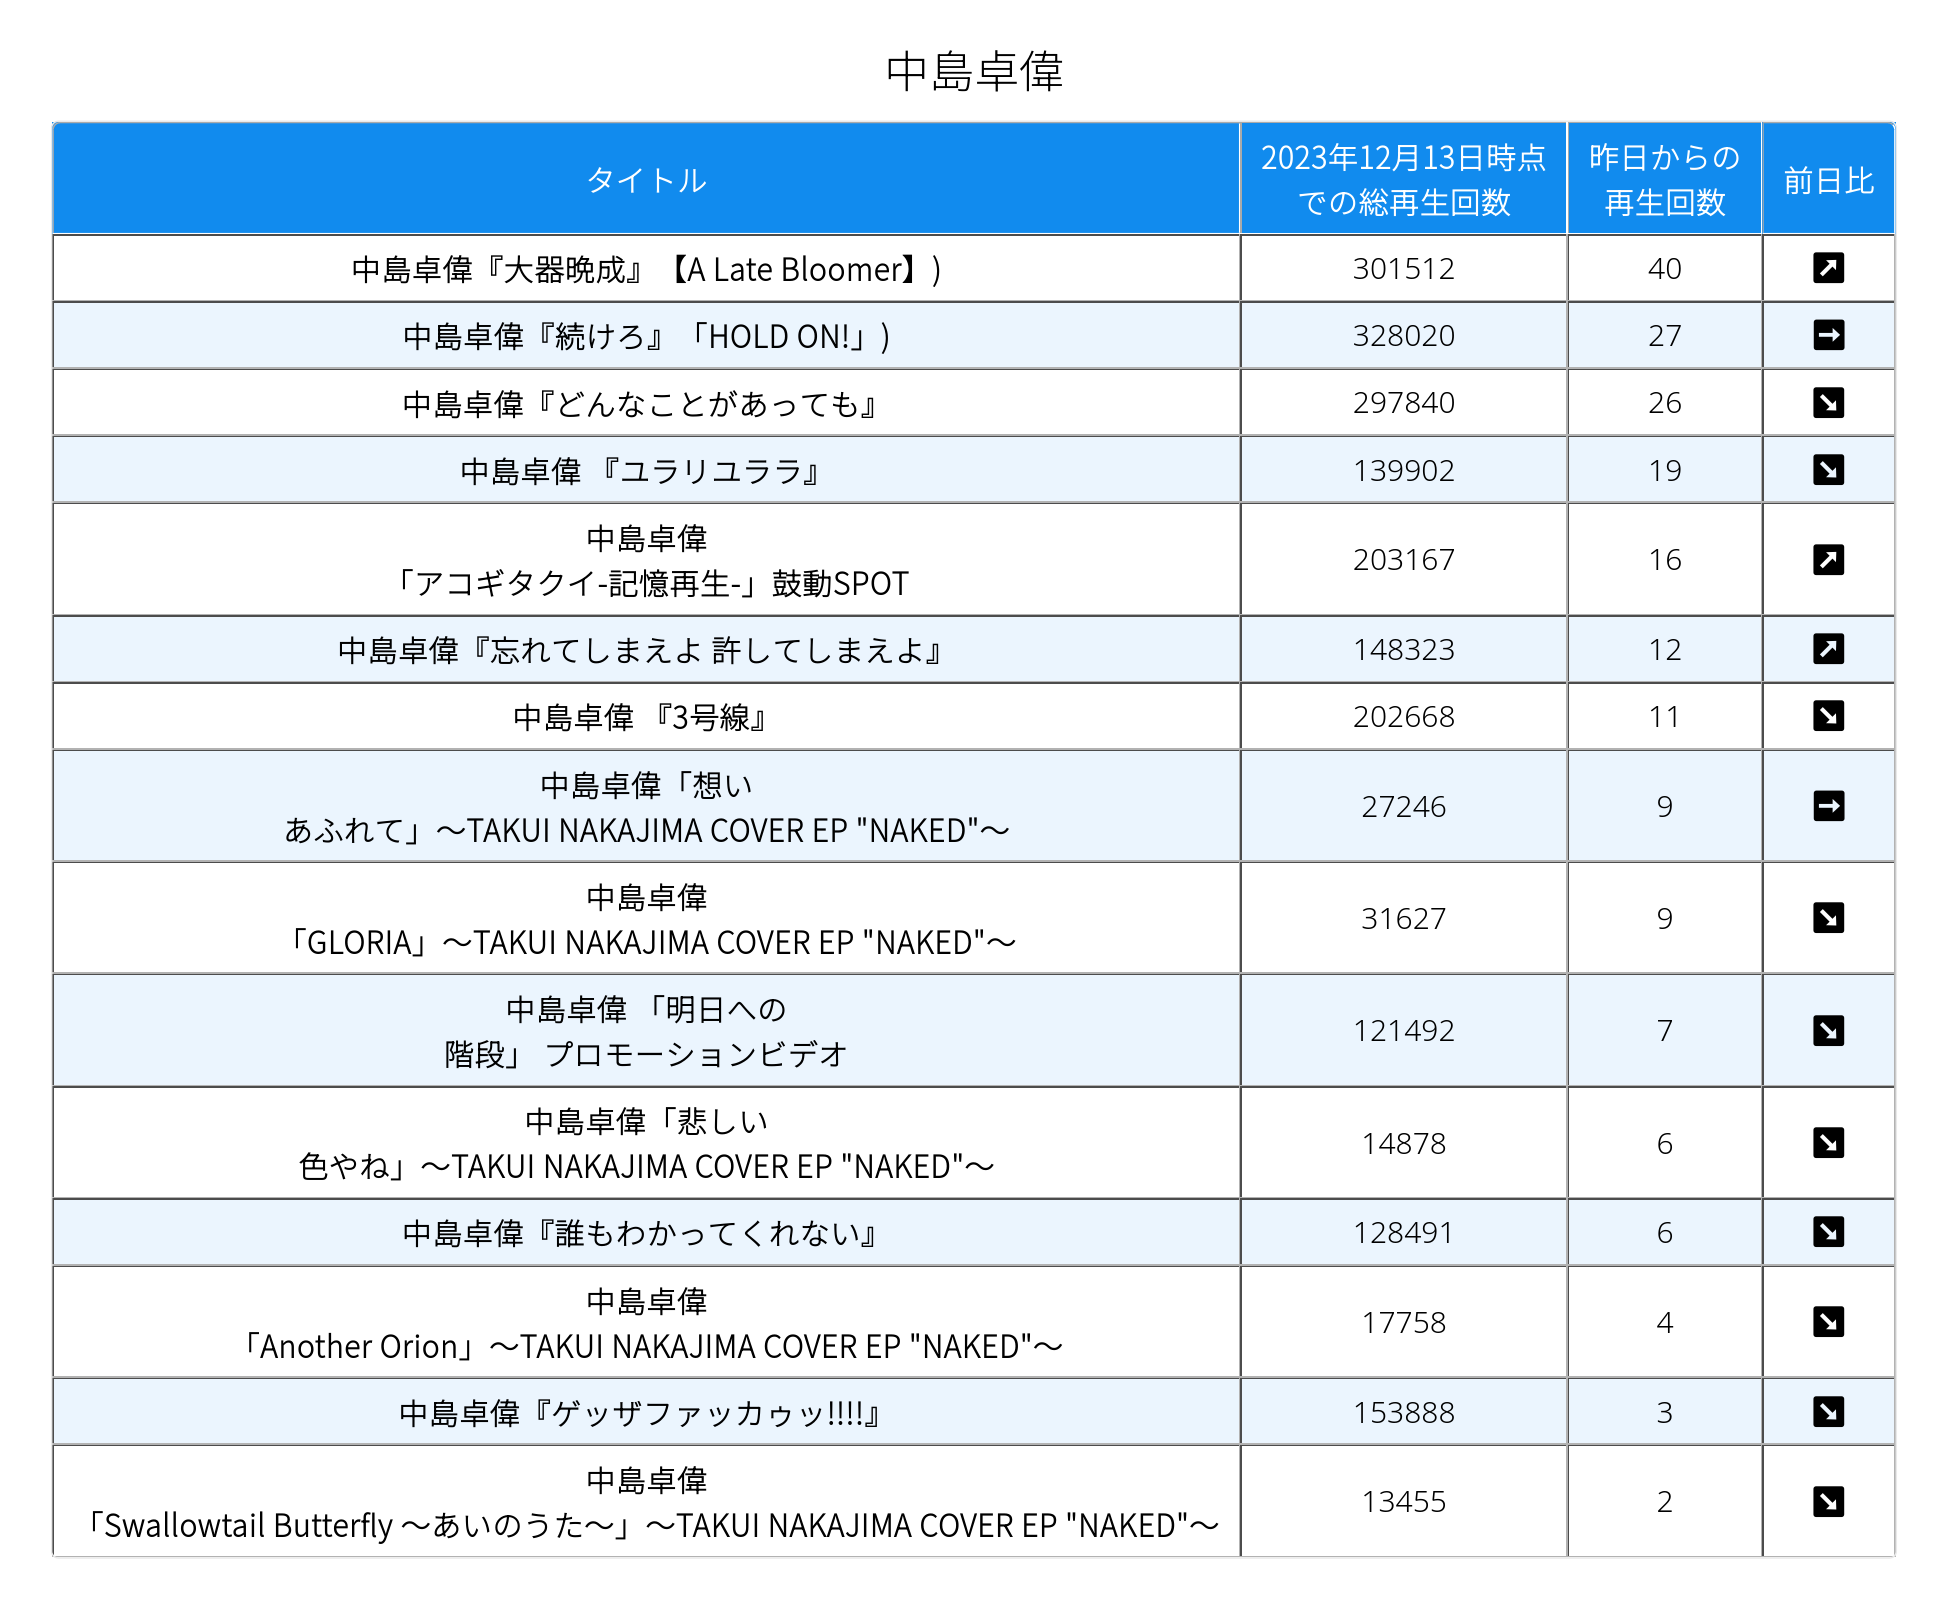 中島卓偉
タイトル
2023年12月13日時点
での総再生回数
昨日からの
再生回数
前日比
中島卓偉『大器晩成』【A Late Bloomer】)
301512
40
中島卓偉『続けろ』「HOLD ON!」)
328020
27
中島卓偉『どんなことがあっても』
297840
26
中島卓偉 『ユラリユララ』
139902
19
中島卓偉
「アコギタクイ-記憶再生-」鼓動SPOT
203167
16
中島卓偉『忘れてしまえよ 許してしまえよ』
148323
12
中島卓偉 『3号線』
202668
11
中島卓偉「想い
あふれて」～TAKUI NAKAJIMA COVER EP "NAKED"～
27246
9
中島卓偉
「GLORIA」～TAKUI NAKAJIMA COVER EP "NAKED"～
31627
9
中島卓偉 「明日への
階段」 プロモーションビデオ
121492
7
中島卓偉「悲しい
色やね」～TAKUI NAKAJIMA COVER EP "NAKED"～
14878
6
中島卓偉『誰もわかってくれない』
128491
6
中島卓偉
「Another Orion」～TAKUI NAKAJIMA COVER EP "NAKED"～
17758
4
中島卓偉『ゲッザファッカゥッ!!!!』
153888
3
中島卓偉
「Swallowtail Butterfly ～あいのうた～」～TAKUI NAKAJIMA COVER EP "NAKED"～
13455
2